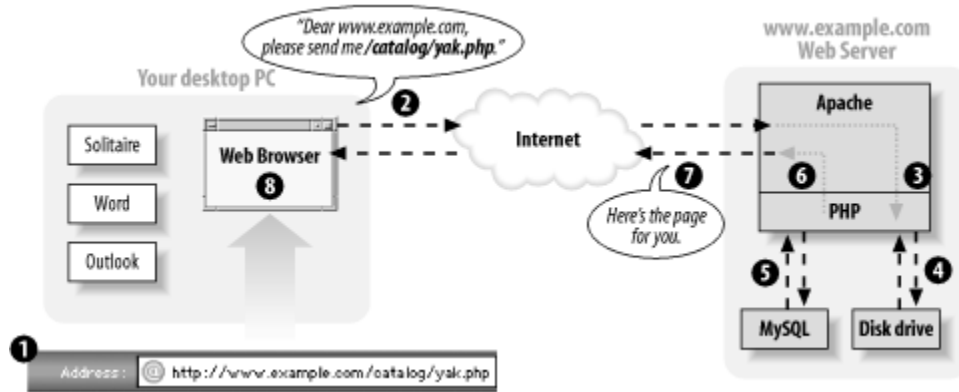 "Dear www.example.com,
please send me /catalog/yak.php."
www.example.com
Web Server
Your desktop PC
2
Apache
Solitaire
Internet
Web Browser
8
7
6
3
Word
Here's the page
for you.
PHP
Outlook
5
4
MySQL
Disk drive
1
Address:
@ http://www.example.com/catalog/yak.php